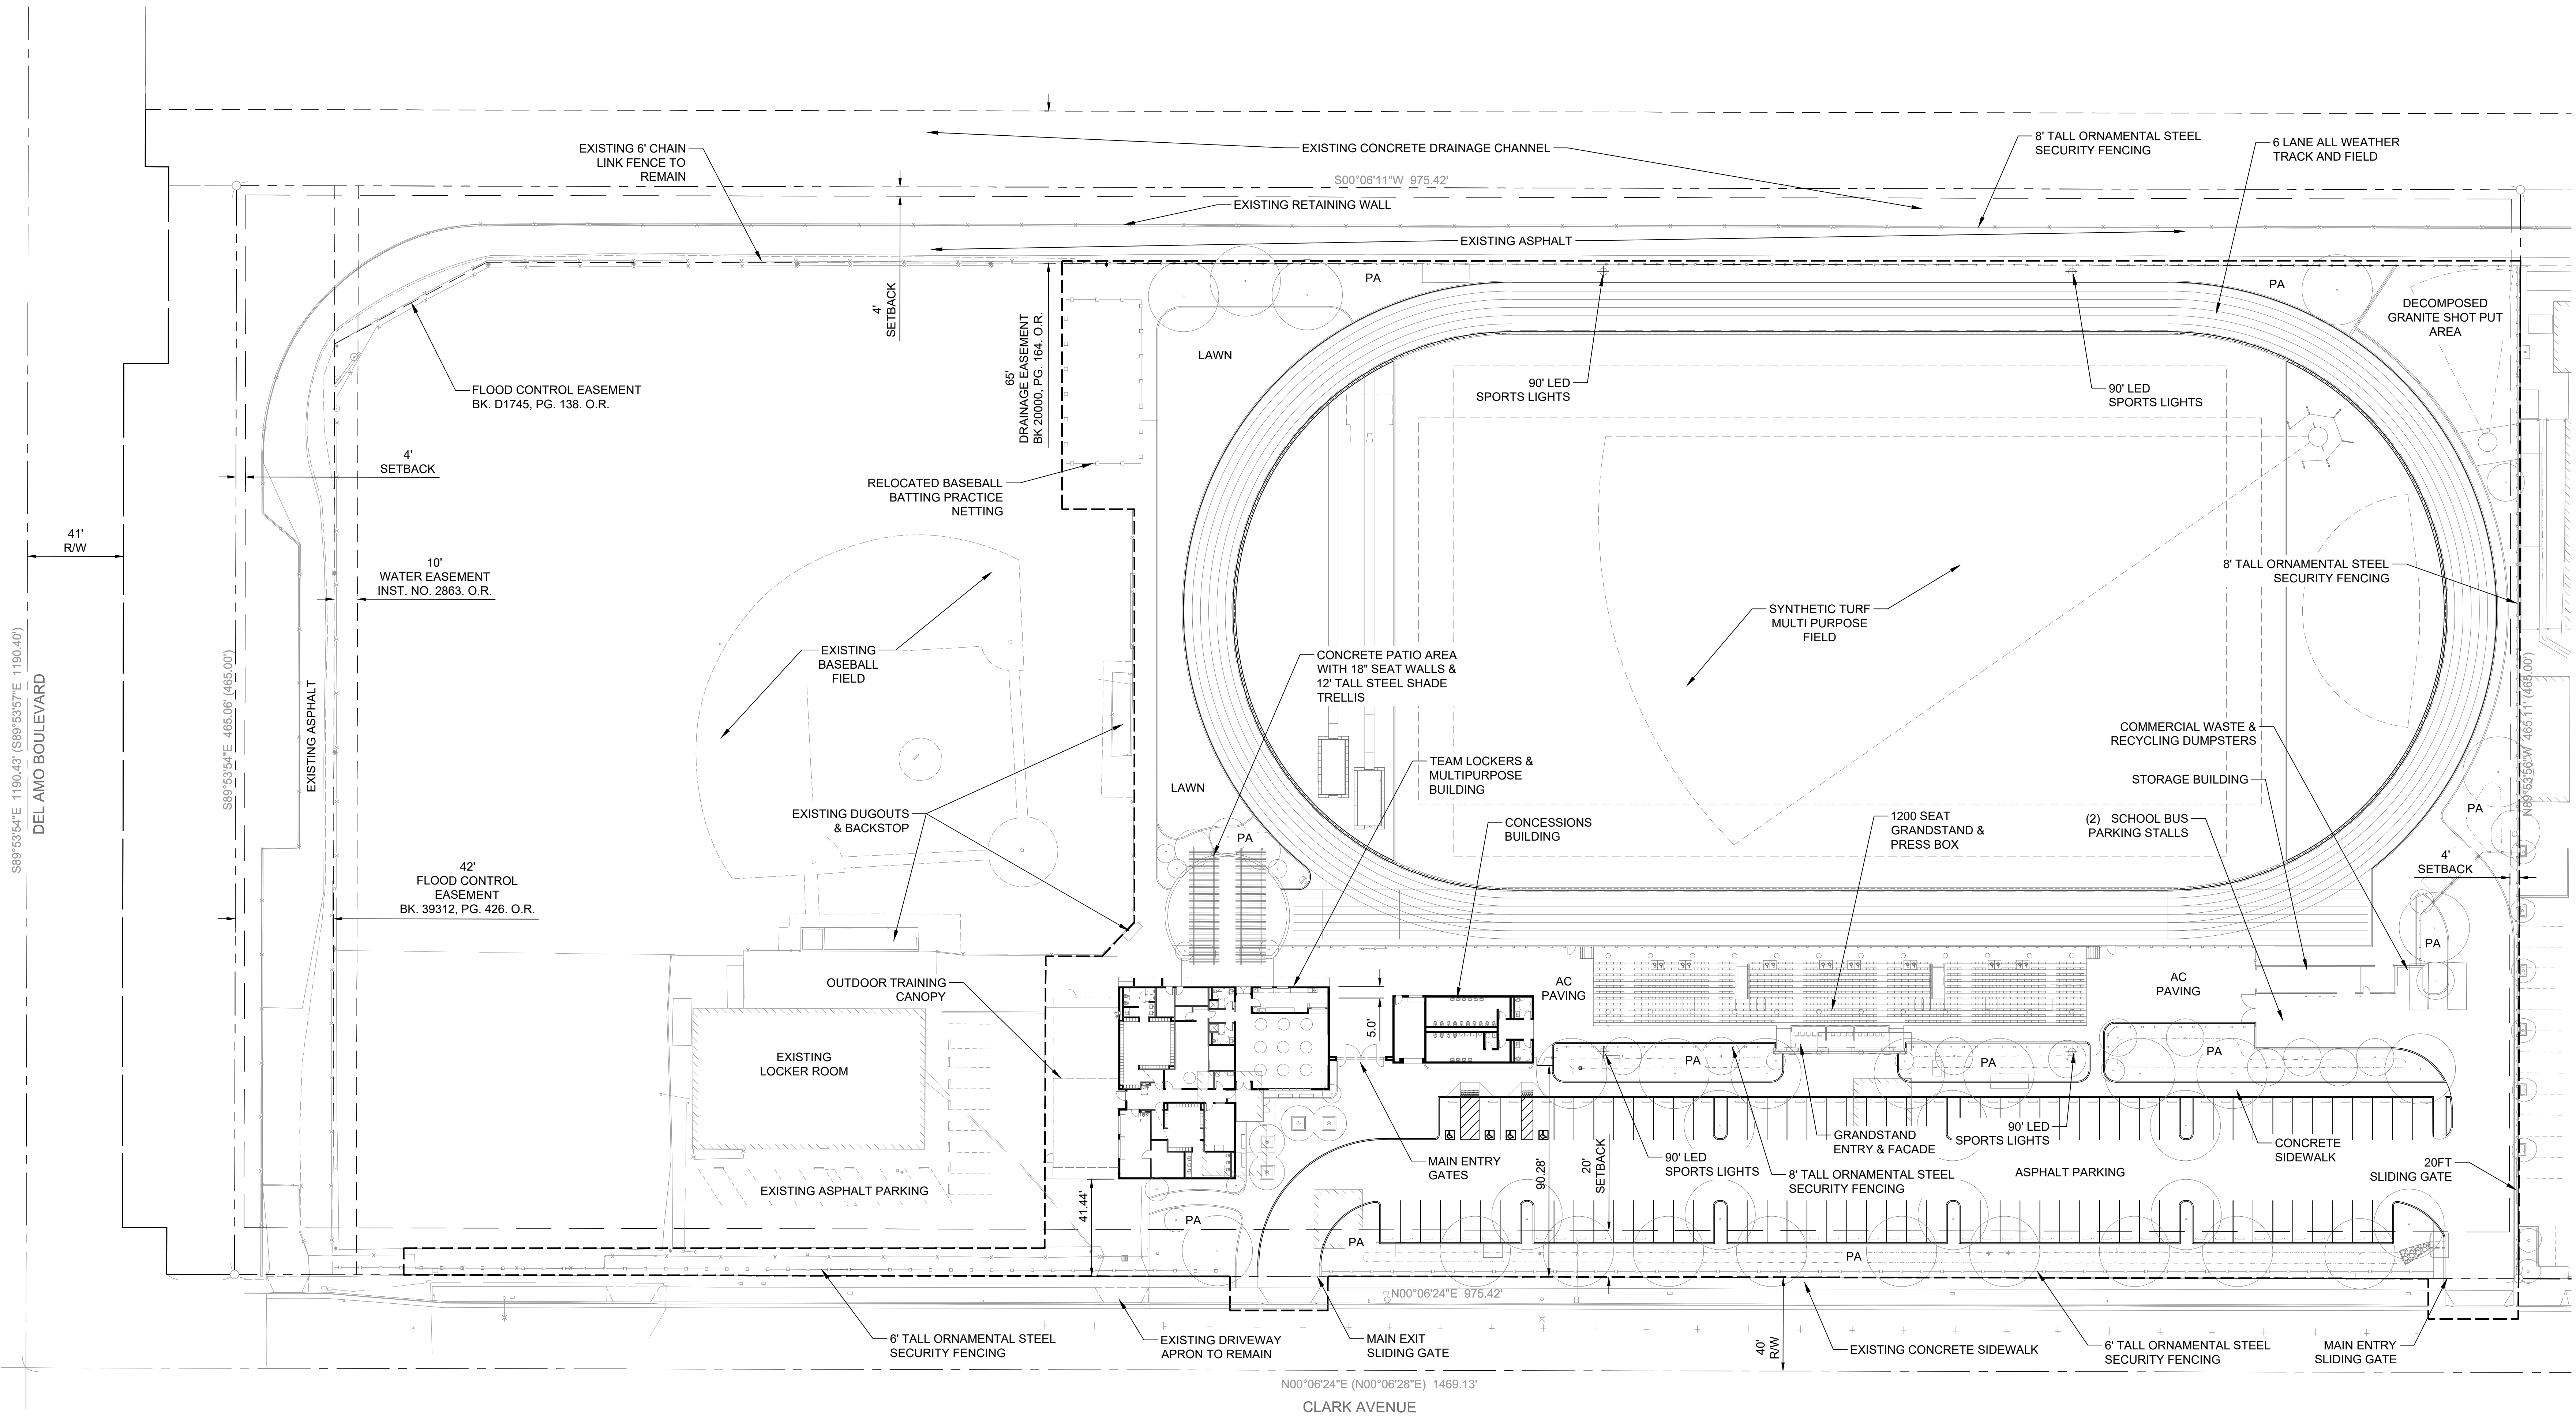 EXISTING 6' CHAIN
LINK FENCE TO
REMAIN
EXISTING CONCRETE DRAINAGE CHANNEL
8' TALL ORNAMENTAL STEEL
SECURITY FENCING
6 LANE ALL WEATHER
TRACK AND FIELD
S00°06'11"W 975.42'
EXISTING RETAINING WALL
EXISTING ASPHALT
PA
PA
4'
SETBACK
65'
DRAINAGE EASEMENT
BK 20000, PG. 164. O.R.
DECOMPOSED
GRANITE SHOT PUT
AREA
LAWN
FLOOD CONTROL EASEMENT
BK. D1745, PG. 138. O.R.
90' LED
SPORTS LIGHTS
90' LED
SPORTS LIGHTS
4'
SETBACK
RELOCATED BASEBALL
BATTING PRACTICE
NETTING
41'
R/W
10'
WATER EASEMENT
INST. NO. 2863. O.R.
8' TALL ORNAMENTAL STEEL
SECURITY FENCING
SYNTHETIC TURF
MULTI PURPOSE
FIELD
EXISTING
BASEBALL
FIELD
CONCRETE PATIO AREA
WITH 18" SEAT WALLS &
12' TALL STEEL SHADE
TRELLIS
S89°53'54"E 1190.43' (S89°53'57"E 1190.40')
DEL AMO BOULEVARD
S89°53'54"E 465.06' (465.00')
EXISTING ASPHALT
N89°53'56"W 465.11' (465.00')
COMMERCIAL WASTE &
RECYCLING DUMPSTERS
TEAM LOCKERS &
MULTIPURPOSE
BUILDING
STORAGE BUILDING
LAWN
PA
EXISTING DUGOUTS
& BACKSTOP
CONCESSIONS
BUILDING
1200 SEAT
GRANDSTAND &
PRESS BOX
(2) SCHOOL BUS
PARKING STALLS
PA
4'
SETBACK
42'
FLOOD CONTROL
EASEMENT
BK. 39312, PG. 426. O.R.
PA
OUTDOOR TRAINING
CANOPY
AC
PAVING
AC
PAVING
5.0'
EXISTING
LOCKER ROOM
PA
PA
PA
MAIN ENTRY
GATES
90.28'
20'
SETBACK
90' LED
SPORTS LIGHTS
GRANDSTAND
ENTRY & FACADE
90' LED
SPORTS LIGHTS
CONCRETE
SIDEWALK
8' TALL ORNAMENTAL STEEL
SECURITY FENCING
ASPHALT PARKING
20FT
SLIDING GATE
EXISTING ASPHALT PARKING
41.44'
PA
PA
PA
N00°06'24"E 975.42'
6' TALL ORNAMENTAL STEEL
SECURITY FENCING
EXISTING DRIVEWAY
APRON TO REMAIN
MAIN EXIT
SLIDING GATE
40'
R/W
EXISTING CONCRETE SIDEWALK
6' TALL ORNAMENTAL STEEL
SECURITY FENCING
MAIN ENTRY
SLIDING GATE
N00°06'24"E (N00°06'28"E) 1469.13'
CLARK AVENUE